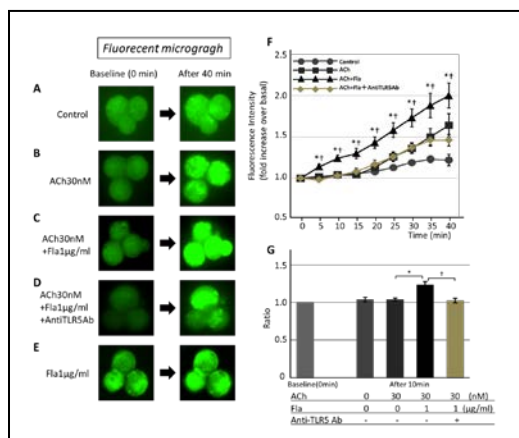 Fluorecent microgragh
Baseline (0 min) After 40 min
A
Control
B
ACh30nM
C
ACh30nM
+Fla1μg/ml
D
ACh30nM
+Fla1μg/ml
+AntiTLR5Ab
E
Fla1μg/ml
F
Fluorescence Intensity
(fold increase over basal)
2.5
2.0
1.5
1.0
0.5
0 5 10 15 20 25 30 35 40
Time (min)
Control
ACh
ACh+Fla
ACh+Fla+AntiTLR5Ab
*† *† *† *† *† *† *† *†
G
Ratio
1.5
1.0
0.5
0
* †
Baseline(0min) After 10min
ACh 0 30 30 30 (nM)
Fla 0 0 1 1 (μg/ml)
Anti-TLR5 Ab - - - +